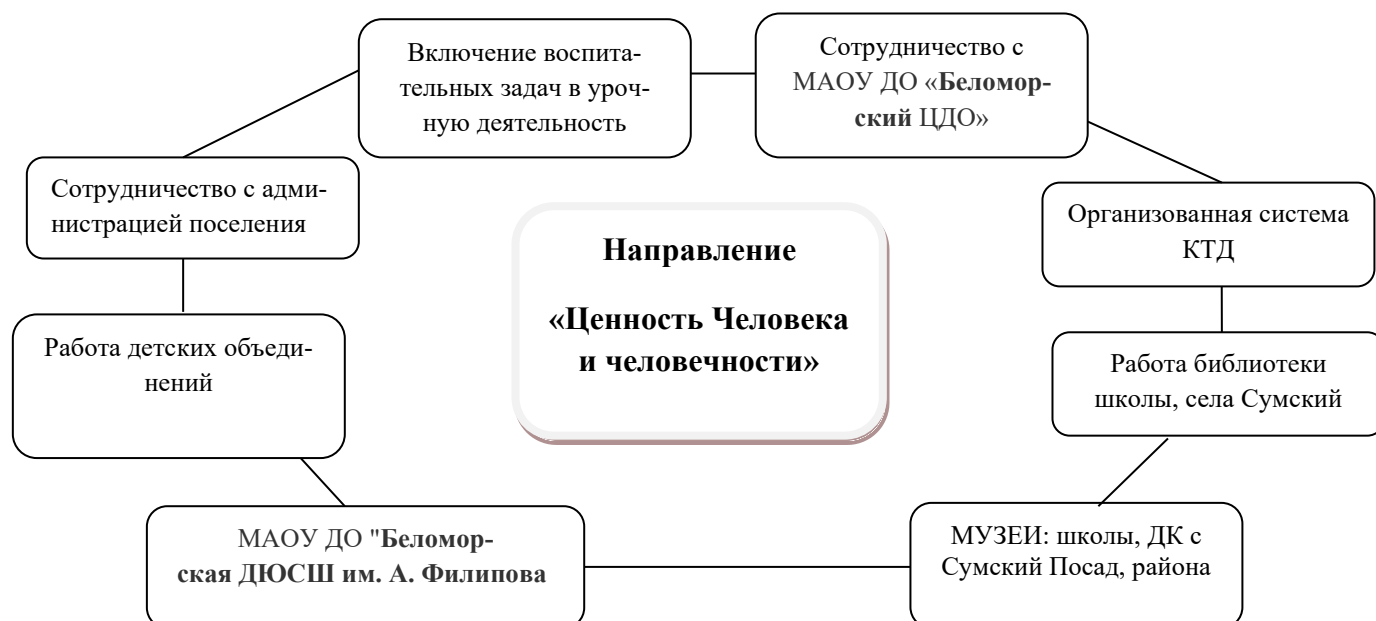 Включение воспита-
тельных задач в уроч-
ную деятельность
Сотрудничество с
МАОУ ДО «Беломор-
ский ЦДО»
Сотрудничество с адми-
нистрацией поселения
Организованная система
КТД
Направление
«Ценность Человека
и человечности»
Работа детских объеди-
нений
Работа библиотеки
школы, села Сумский
МАОУ ДО "Беломор-
ская ДЮСШ им. А. Филипова
МУЗЕИ: школы, ДК с
Сумский Посад, района